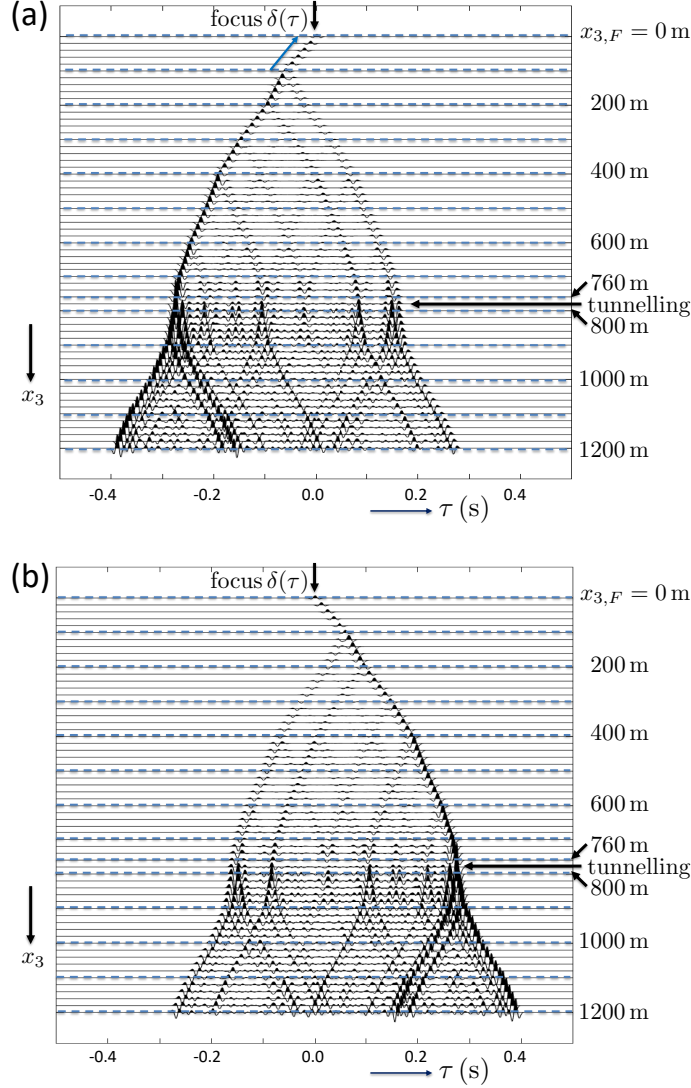 (a)
focus δ(τ)
x₃,F = 0 m
200 m
400 m
600 m
760 m
tunnelling
800 m
1000 m
1200 m
x₃
-0.4 -0.2 0.0 0.2 0.4
τ (s)
(b)
focus δ(τ)
x₃,F = 0 m
200 m
400 m
600 m
760 m
tunnelling
800 m
1000 m
1200 m
x₃
-0.4 -0.2 0.0 0.2 0.4
τ (s)